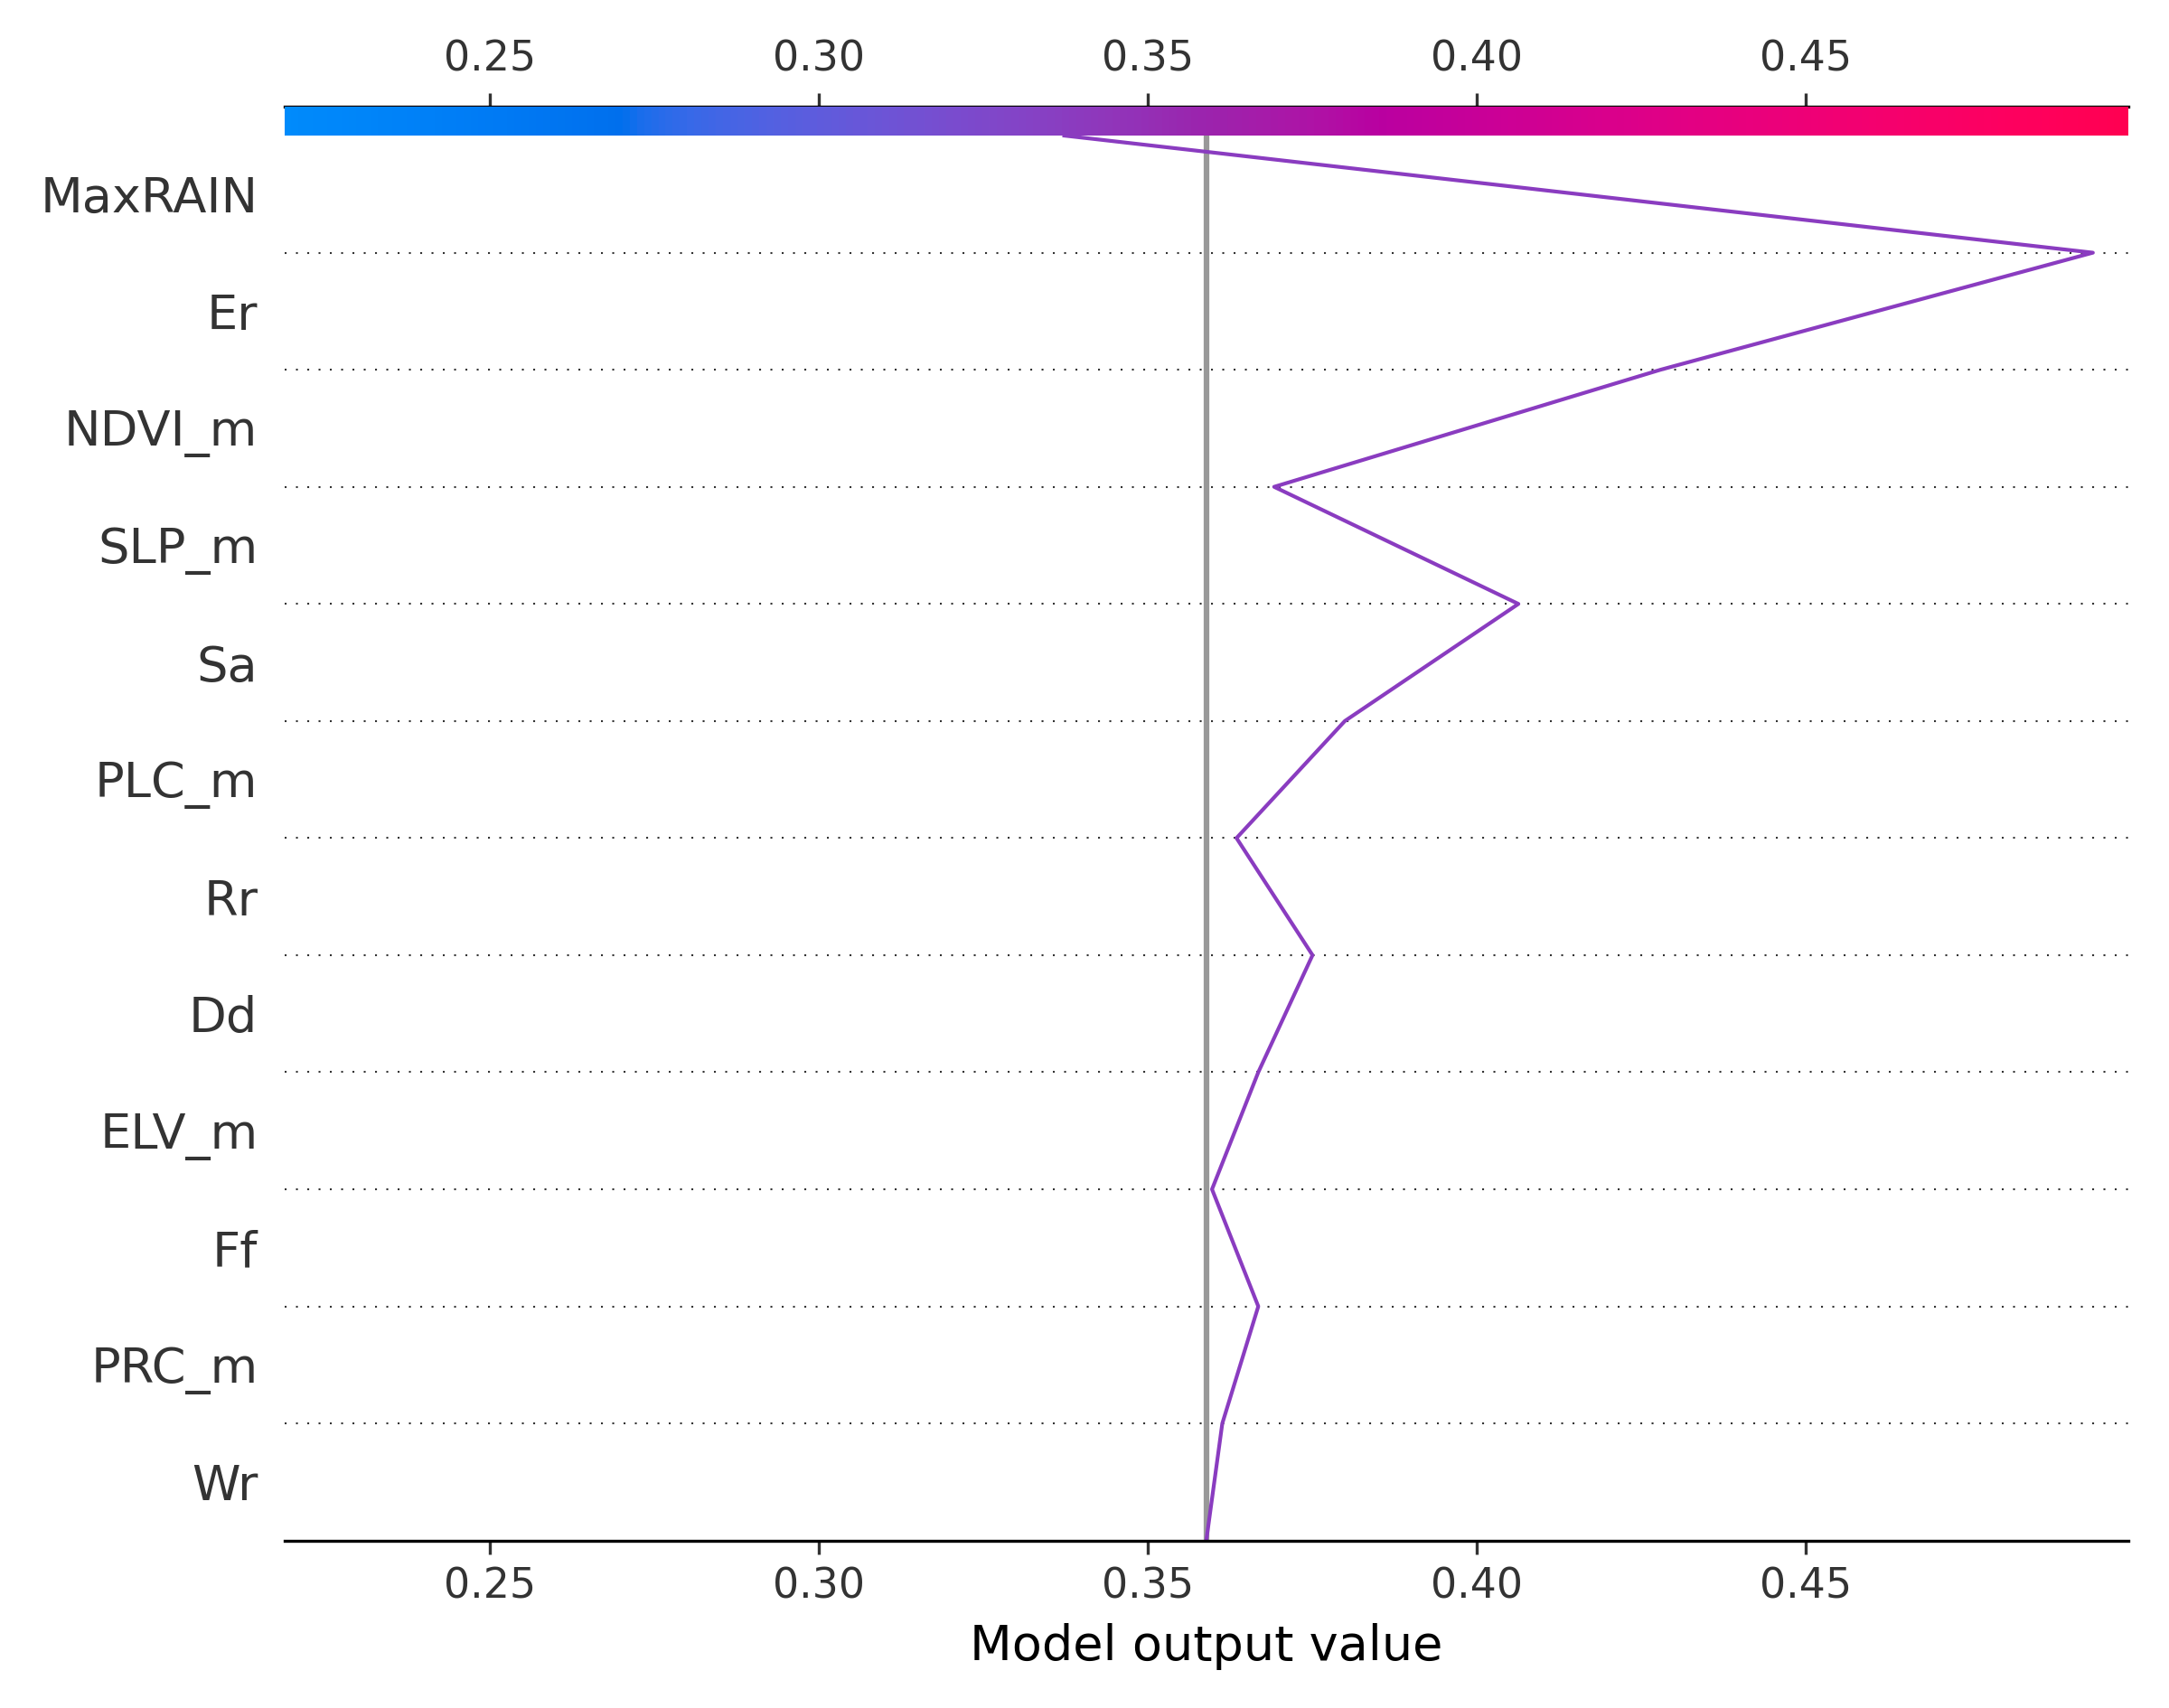 0.25 0.30 0.35 0.40 0.45
MaxRAIN
Er
NDVI_m
SLP_m
Sa
PLC_m
Rr
Dd
ELV_m
Ff
PRC_m
Wr
0.25 0.30 0.35 0.40 0.45
Model output value